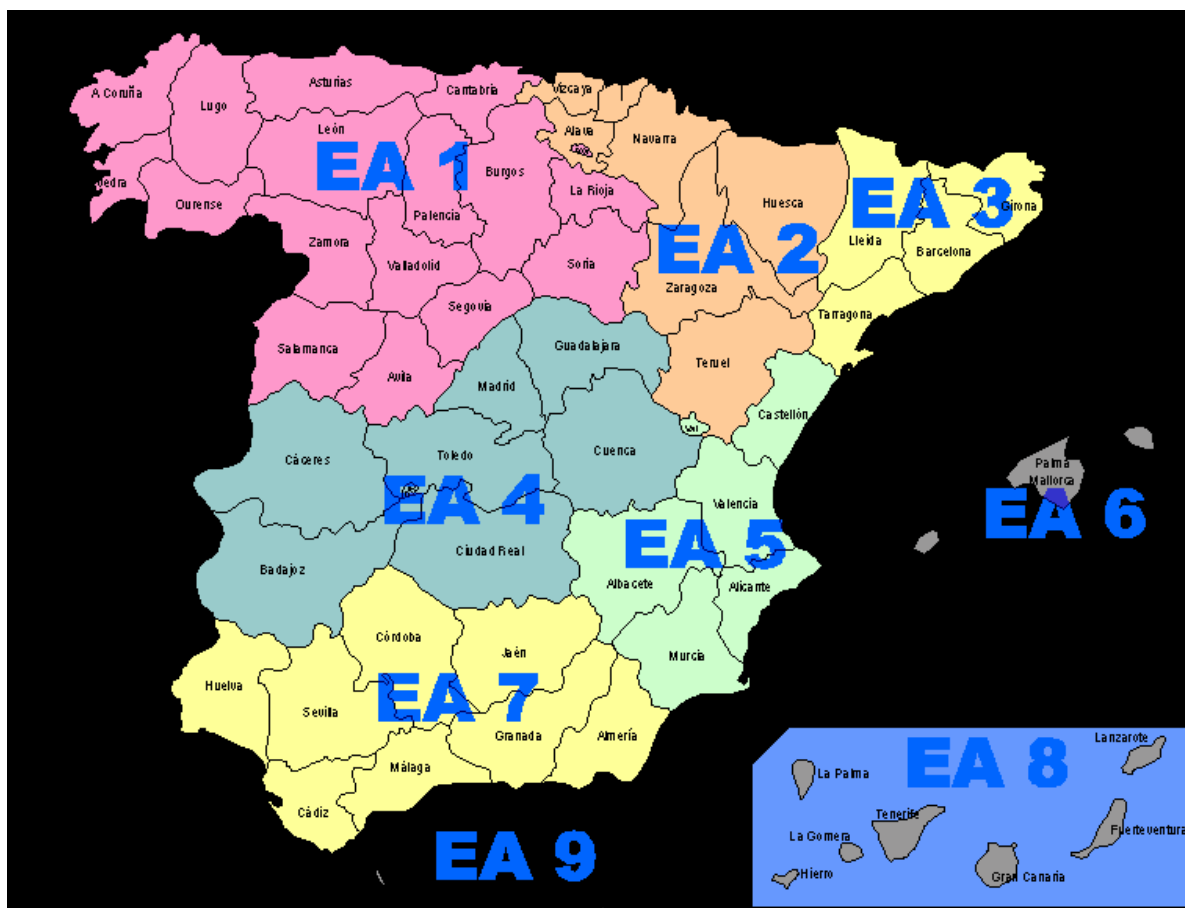 A Coruña
Lugo
Asturias
Cantabria
Vizcaya
Alava
Navarra
León
EA 1
Burgos
La Rioja
Huesca
EA 3
Girona
vedra
Ourense
Palencia
Lleida
Barcelona
EA 2
Zamora
Valladolid
Soria
Zaragoza
Segovia
Tarragona
Salamanca
Avila
Guadalajara
Madrid
Teruel
Castellón
Val
Cáceres
Toledo
Cuenca
Palma
Mallorca
EA 4
Valencia
EA 6
EA 5
Ciudad Real
Badajoz
Albacete
Alicante
Córdoba
Jaén
Murcia
Huelva
Sevilla
EA 7
Granada
Almería
Málaga
Cádiz
EA 9
EA 8
Lanzarote
La Palma
Tenerife
La Gomera
Fuerteventura
Hierro
Gran Canaria